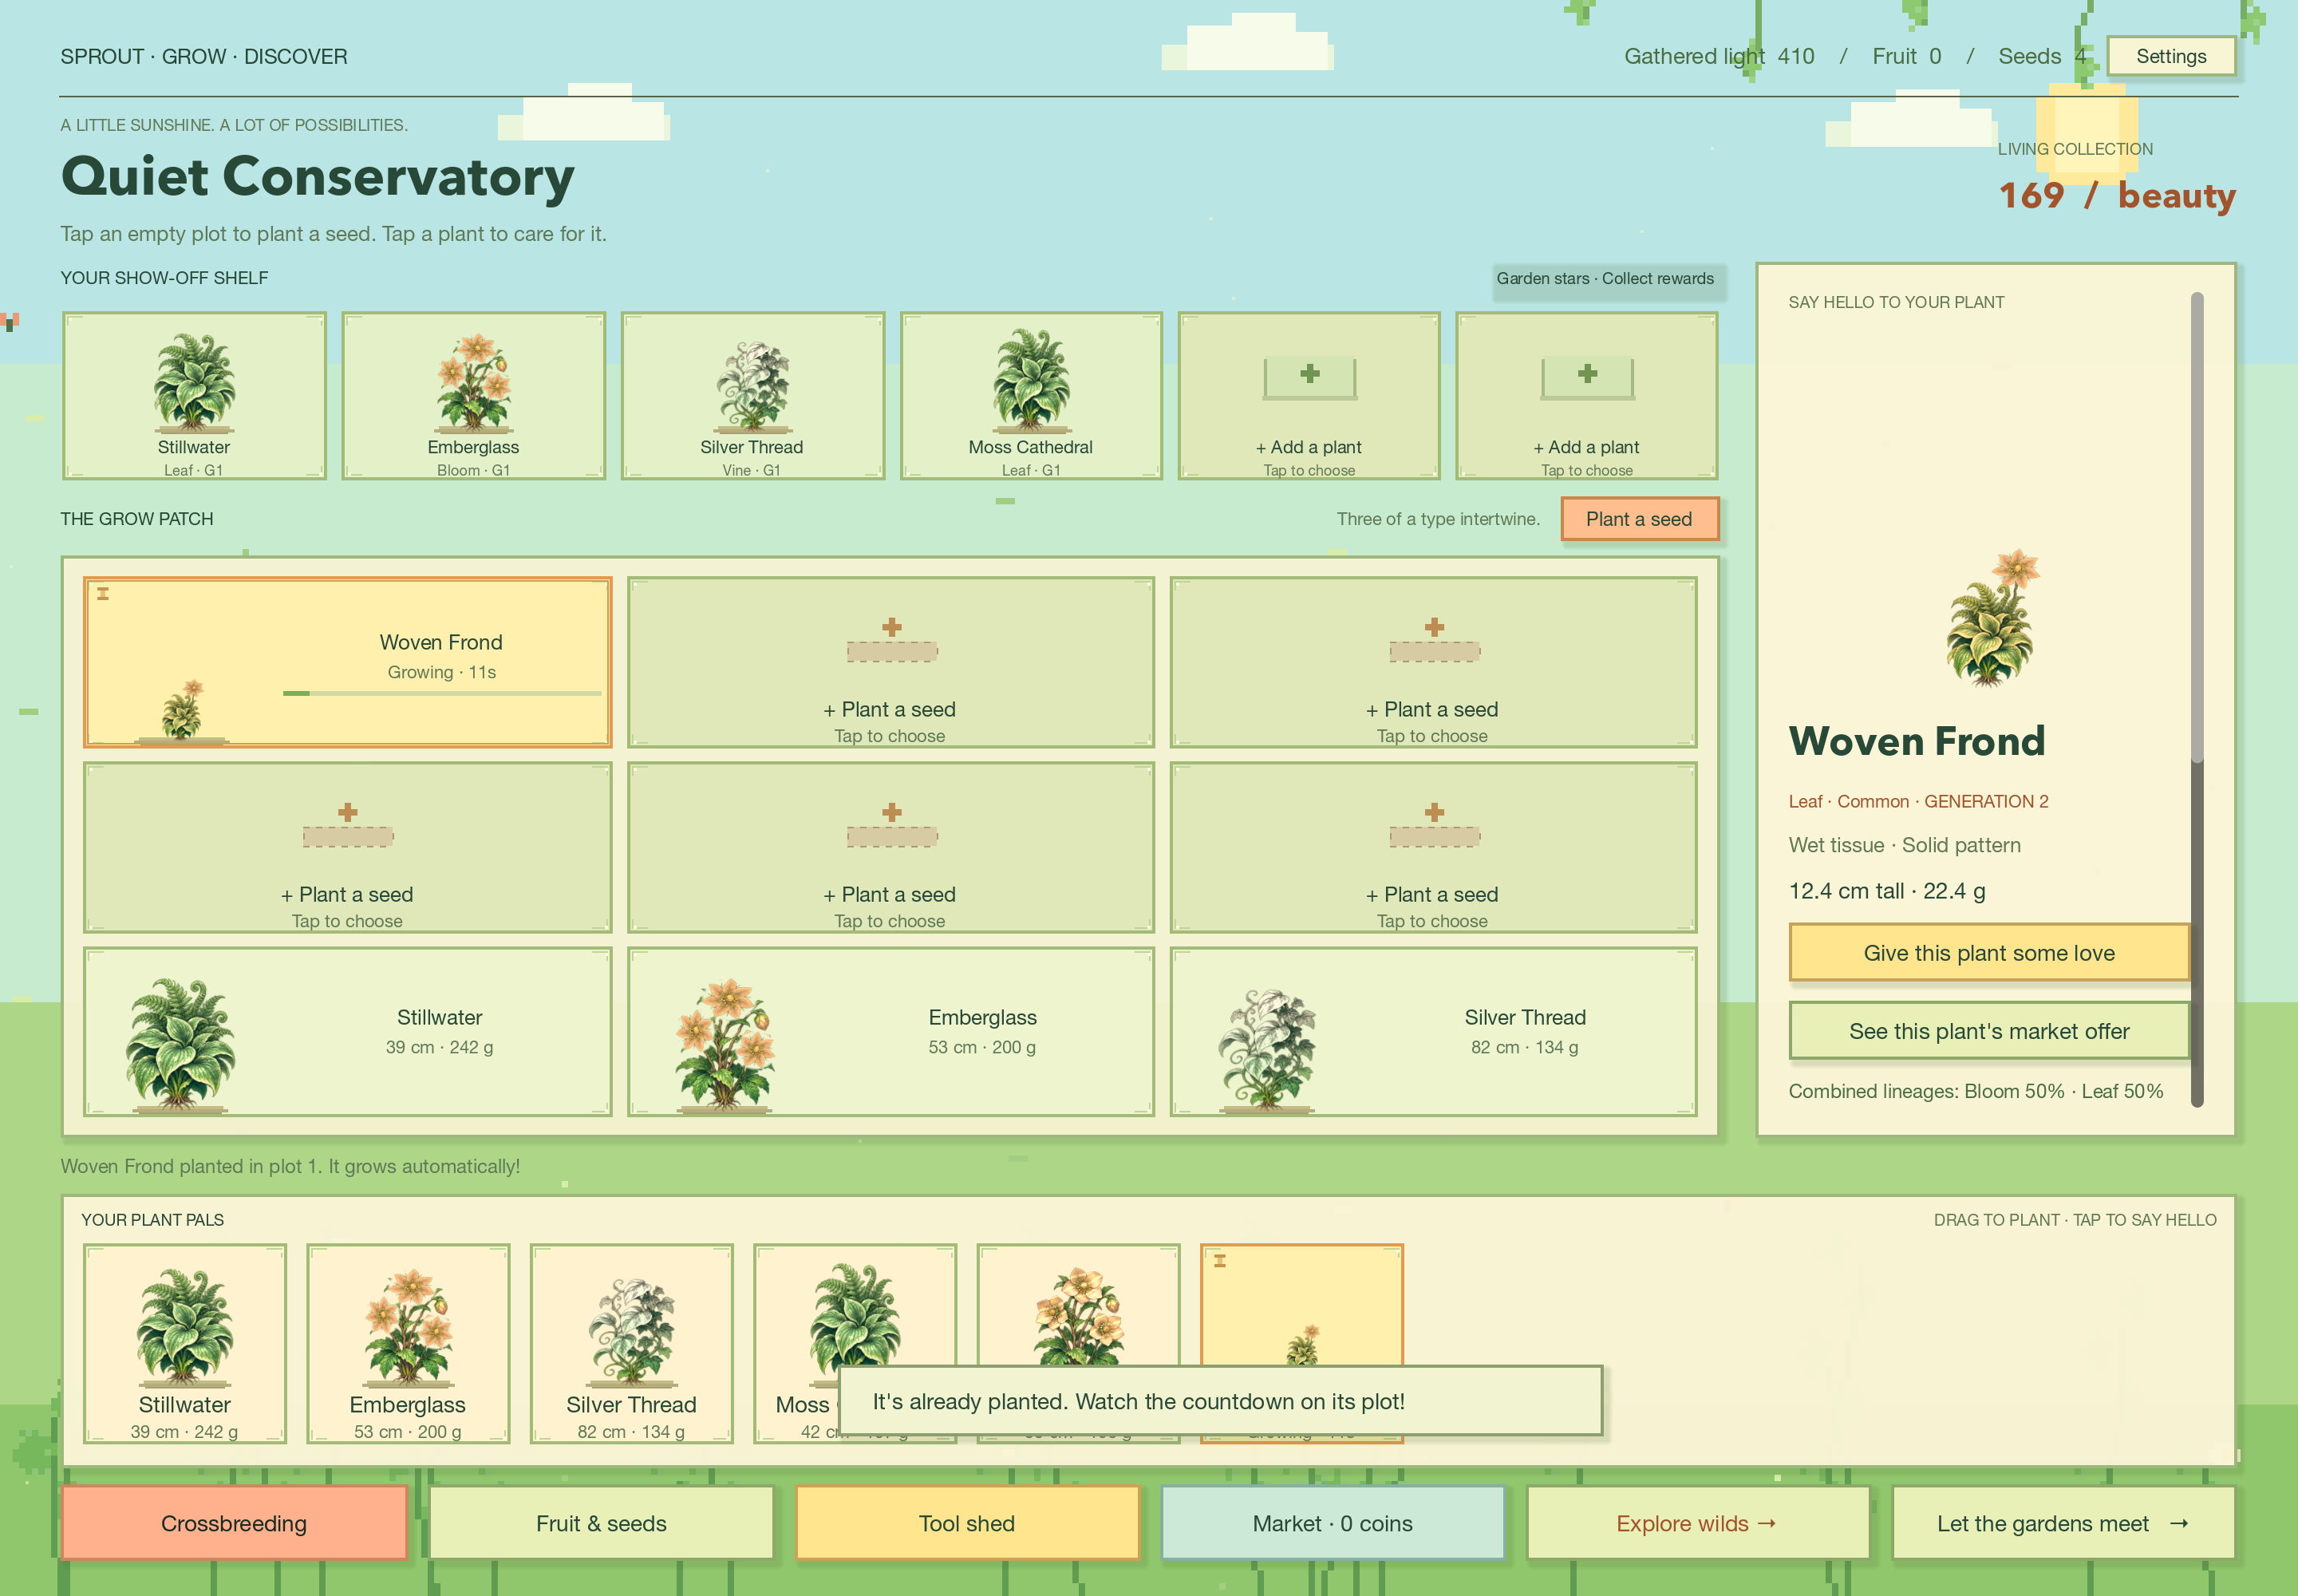 SPROUT · GROW · DISCOVER
Gathered light 410 / Fruit 0 / Seeds 4
Settings
A LITTLE SUNSHINE. A LOT OF POSSIBILITIES.
Quiet Conservatory
LIVING COLLECTION
169 / beauty
Tap an empty plot to plant a seed. Tap a plant to care for it.
YOUR SHOW-OFF SHELF
Garden stars · Collect rewards
Stillwater
Leaf · G1
Emberglass
Bloom · G1
Silver Thread
Vine · G1
Moss Cathedral
Leaf · G1
+ Add a plant
Tap to choose
+ Add a plant
Tap to choose
THE GROW PATCH
Three of a type intertwine.
Plant a seed
Woven Frond
Growing · 11s
+ Plant a seed
Tap to choose
+ Plant a seed
Tap to choose
+ Plant a seed
Tap to choose
+ Plant a seed
Tap to choose
+ Plant a seed
Tap to choose
Stillwater
39 cm · 242 g
Emberglass
53 cm · 200 g
Silver Thread
82 cm · 134 g
SAY HELLO TO YOUR PLANT
Woven Frond
Leaf · Common · GENERATION 2
Wet tissue · Solid pattern
12.4 cm tall · 22.4 g
Give this plant some love
See this plant's market offer
Combined lineages: Bloom 50% · Leaf 50%
Woven Frond planted in plot 1. It grows automatically!
YOUR PLANT PALS
DRAG TO PLANT · TAP TO SAY HELLO
Stillwater
39 cm · 242 g
Emberglass
53 cm · 200 g
Silver Thread
82 cm · 134 g
Moss
42 cm
It's already planted. Watch the countdown on its plot!
Crossbreeding
Fruit & seeds
Tool shed
Market · 0 coins
Explore wilds →
Let the gardens meet →